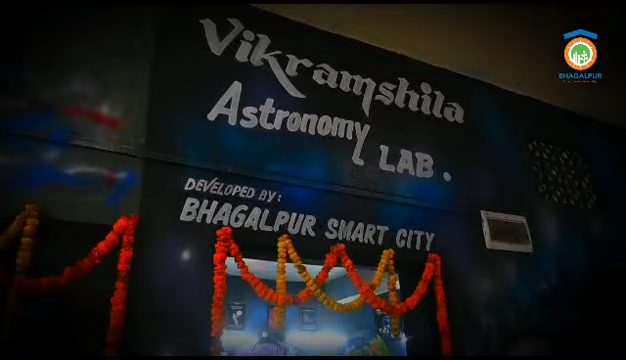 Vikramshila
Astronomy
LAB.
DEVELOPED BY:
BHAGALPUR SMART CITY
BHAGALPUR